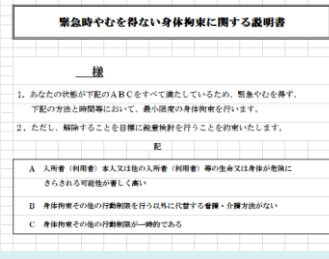 緊急時やむを得ない身体拘束に関する説明書
様
1．あなたの状態が下記のＡＢＣをすべて満たしているため、緊急やむを得ず、
下記の方法と時間等において、最小限度の身体拘束を行います。
2．ただし、解除することを目標に鋭意検討を行うことを約束いたします。
記
A 入所者（利用者）本人又は他の入所者（利用者）等の生命又は身体が危険に
さらされる可能性が著しく高い
B 身体拘束その他の行動制限を行う以外に代替する看護・介護方法がない
C 身体拘束その他の行動制限が一時的である